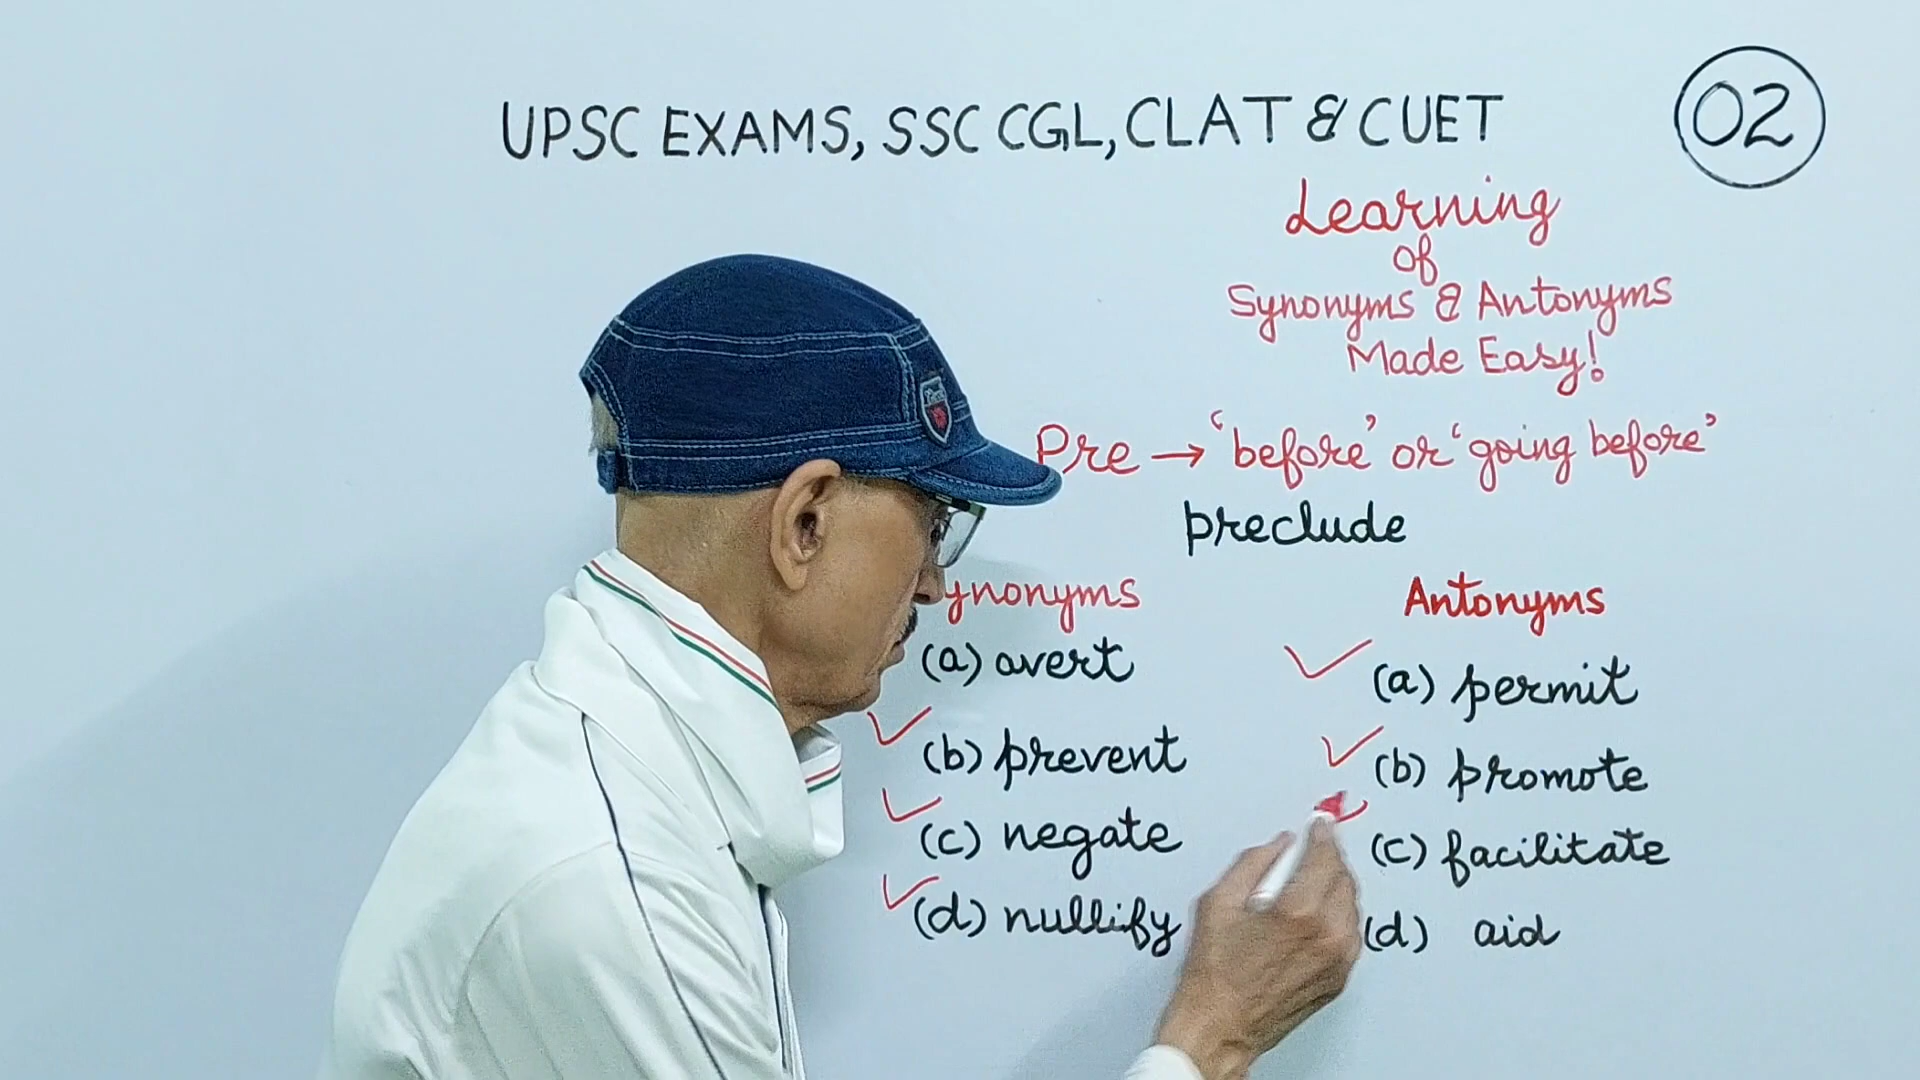 UPSC EXAMS, SSC CGL, CLAT & CUET
02
Learning
of
Synonyms & Antonyms
Made Easy!
Pre → 'before' or 'going before'
preclude
ynonyms
Antonyms
(a) avert
(a) permit
(b) prevent
(b) promote
(c) negate
(c) facilitate
(d) nullify
(d) aid